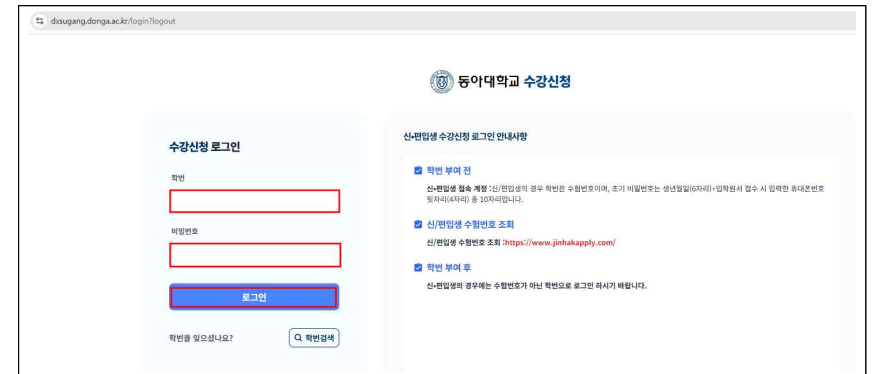 dxsugang.donga.ac.kr/login?logout
동아대학교 수강신청
수강신청 로그인
학번
비밀번호
로그인
학번을 잊으셨나요?
학번검색
신•편입생 수강신청 로그인 안내사항
학번 부여 전
신•편입생 접속 계정 :신/편입생의 경우 학번은 수험번호이며, 초기 비밀번호는 생년월일(6자리)+입학원서 접수 시 입력한 휴대폰번호
뒷자리(4자리) 총 10자리입니다.
신/편입생 수험번호 조회
신/편입생 수험번호 조회 :https://www.jinhakapply.com/
학번 부여 후
신•편입생의 경우에는 수험번호가 아닌 학번으로 로그인 하시기 바랍니다.